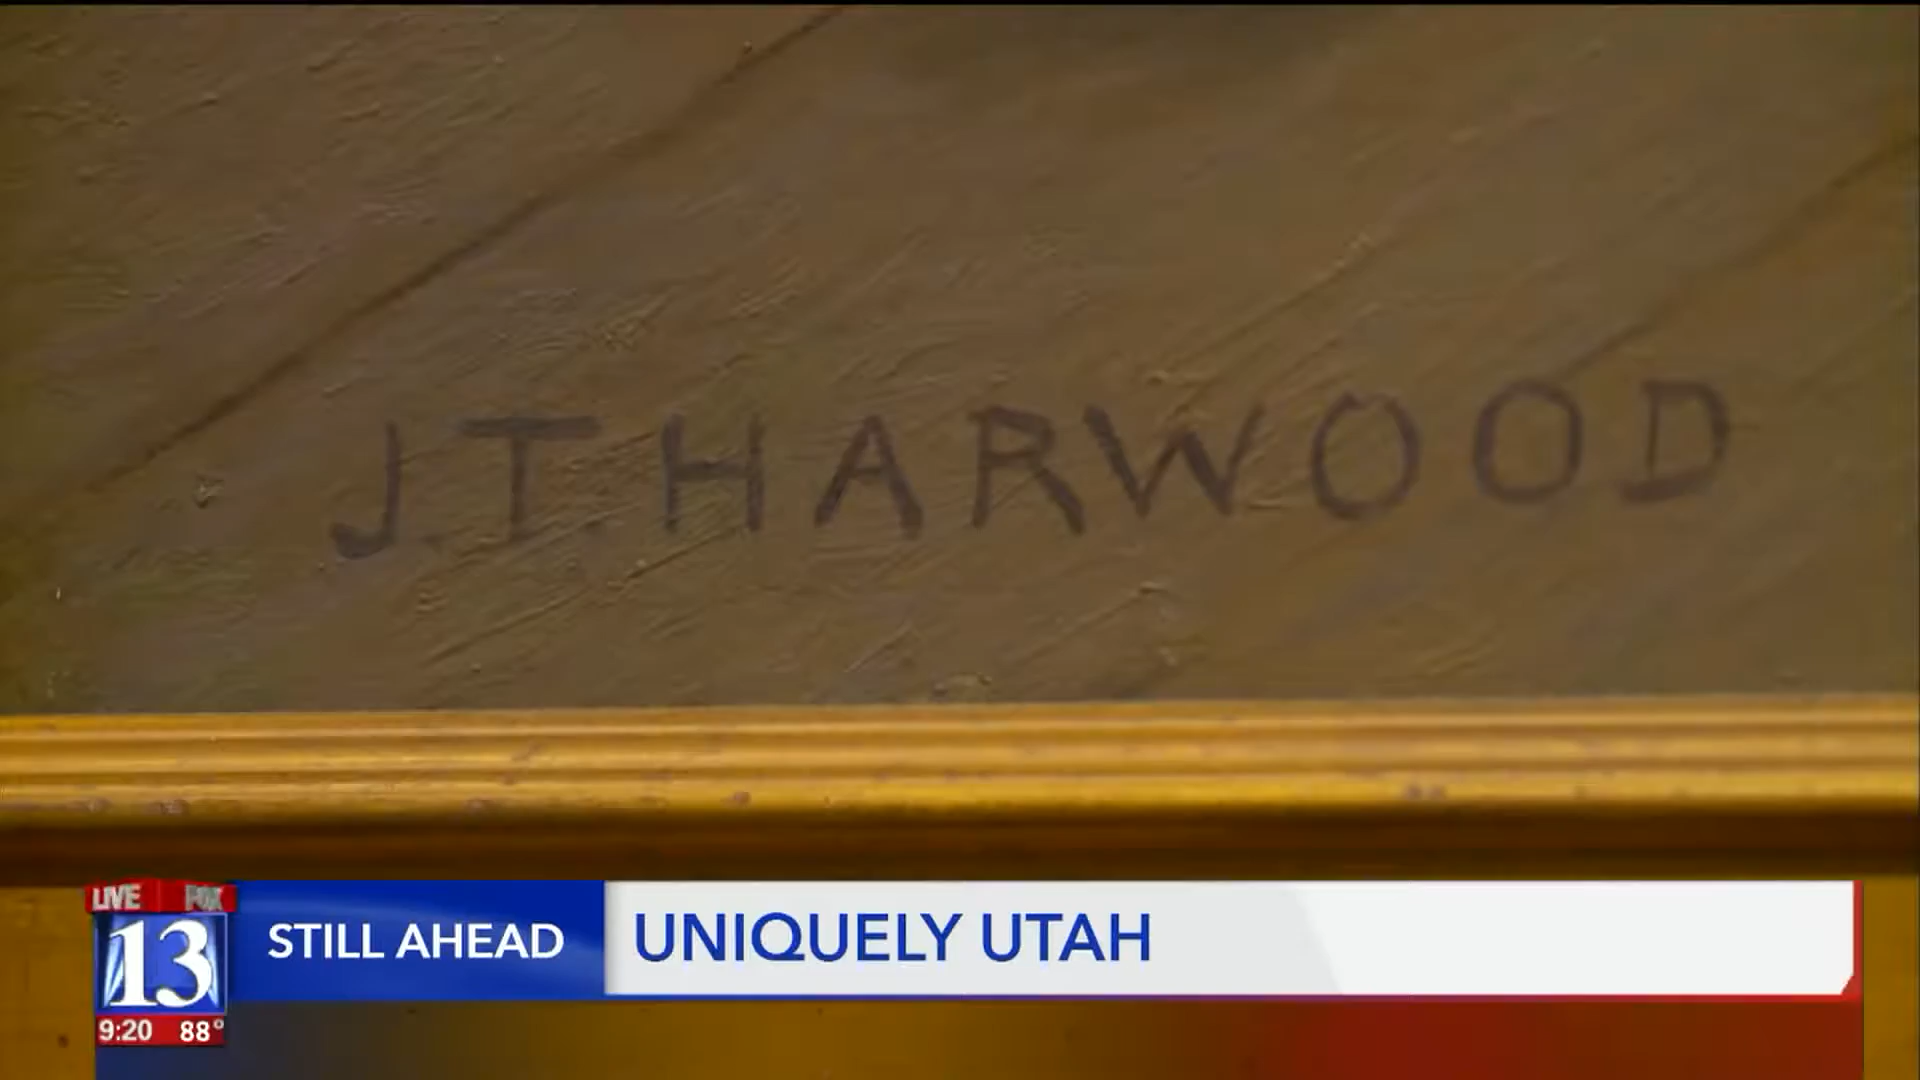 J.T.HARWOOD
LIVE FOX
13
STILL AHEAD
UNIQUELY UTAH
9:20 88°